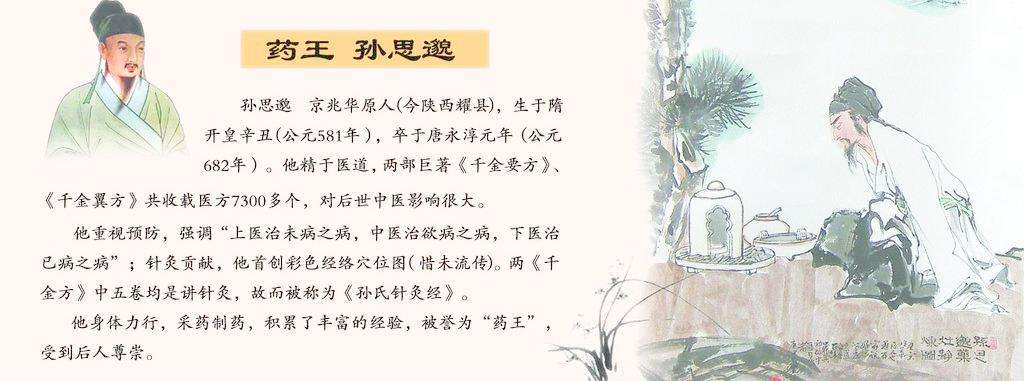 药王 孙思邈
孙思邈 京兆华原人(今陕西耀县)，生于隋
开皇辛丑(公元581年)，卒于唐永淳元年(公元
682年)。他精于医道，两部巨著《千金要方》、
《千金翼方》共收载医方7300多个，对后世中医影响很大。
他重视预防，强调“上医治未病之病，中医治欲病之病，下医治
已病之病”；针灸贡献，他首创彩色经络穴位图(惜未流传)。两《千
金方》中五卷均是讲针灸，故而被称为《孙氏针灸经》。
他身体力行，采药制药，积累了丰富的经验，被誉为“药王”，
受到后人尊崇。